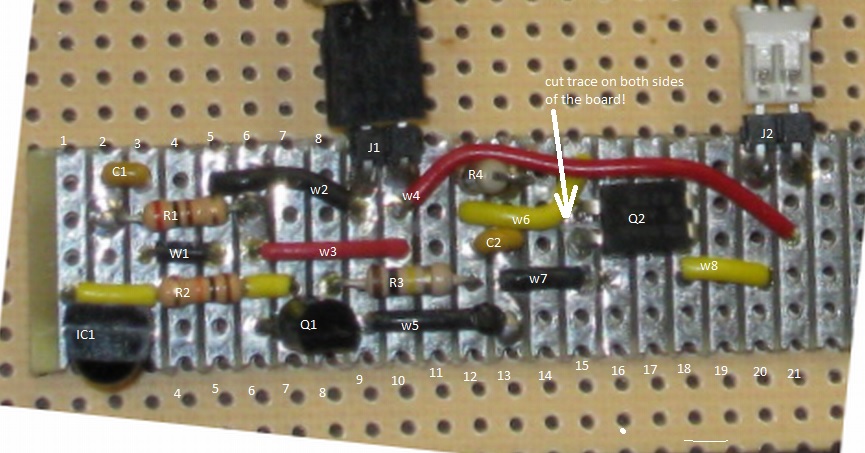 cut trace on both sides
of the board!
1 2 3 4 5 6 7 8
J1
J2
C1
R4
w2
w4
R1
w6
Q2
W1
w3
C2
R2
R3
w7
w8
IC1
Q1
w5
4 5 6 7 8 9 10 11 12 13 14 15 16 17 18 19 20 21